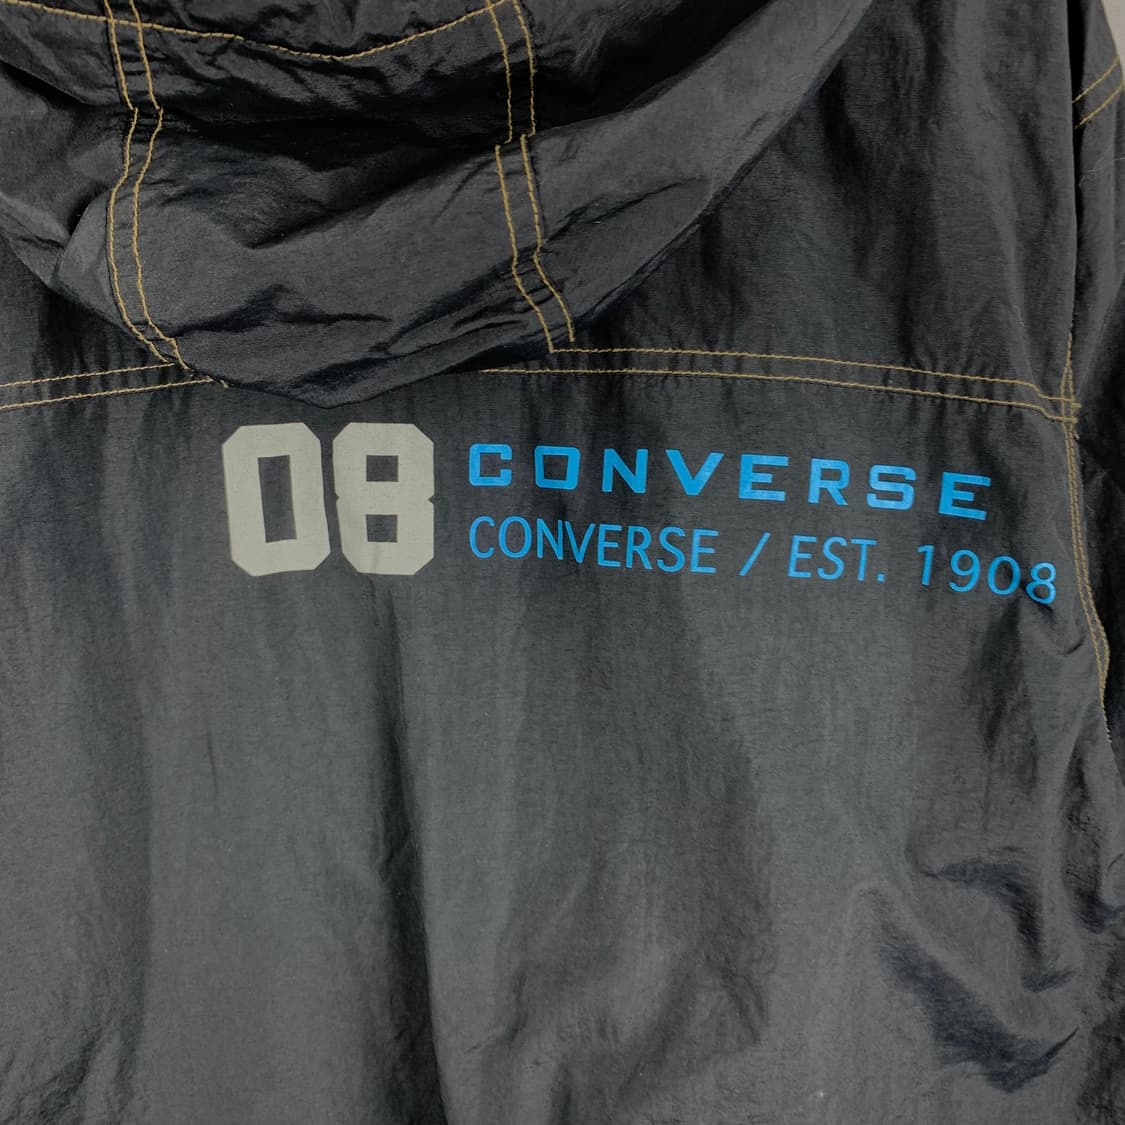 08
CONVERSE
CONVERSE / EST. 1908